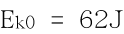 Ek0 = 62J